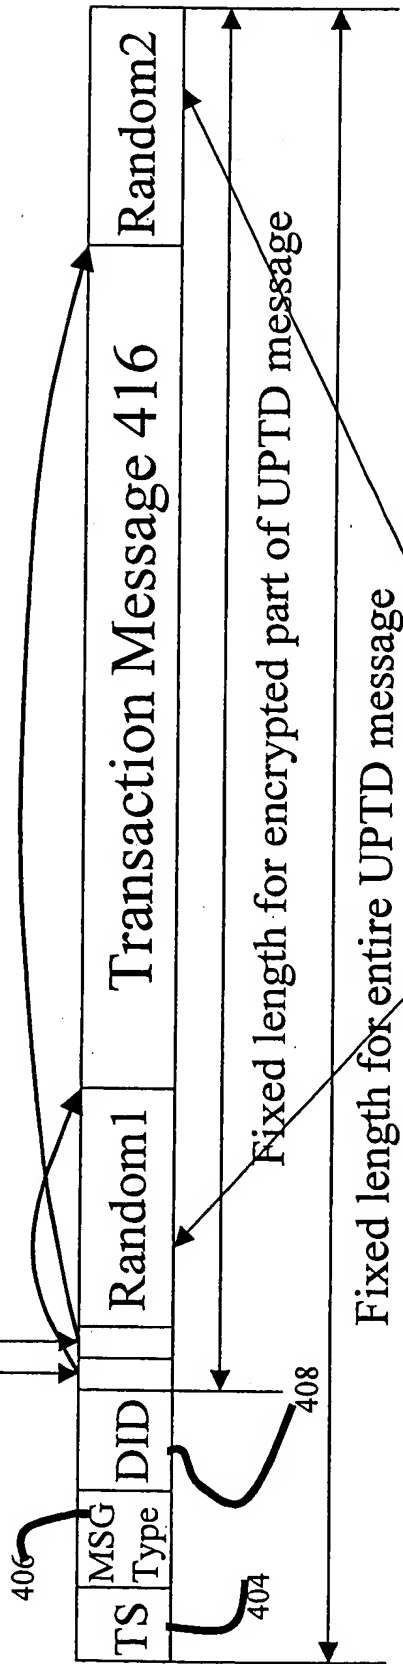 406
TS
MSG
Type
DID
Random1
Transaction Message 416
Random2
404
408
Fixed length for encrypted part of UPTD message
Fixed length for entire UPTD message